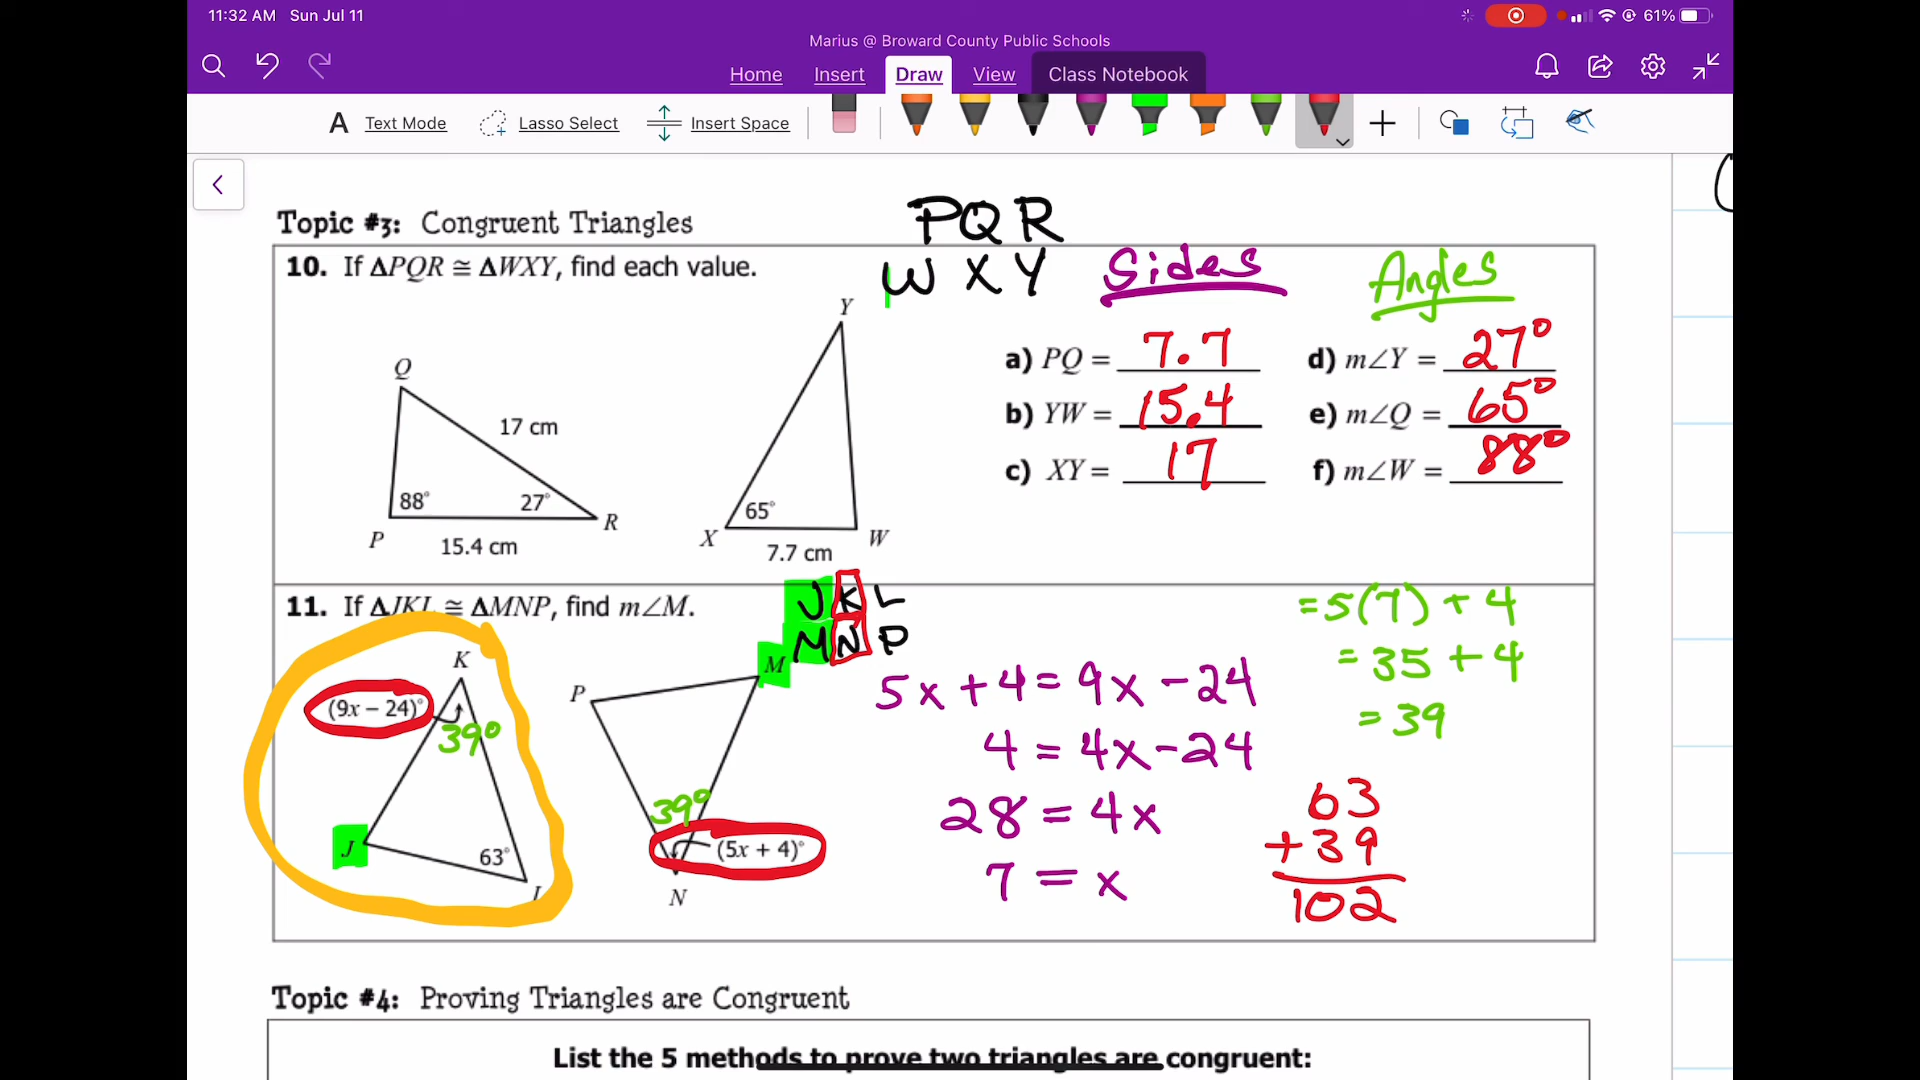 11:32 AM Sun Jul 11
61%
Marius @ Broward County Public Schools
Home Insert Draw View Class Notebook
A Text Mode Lasso Select Insert Space
Topic #3: Congruent Triangles
PQR
WXY
Sides
Angles
10. If ΔPQR ≅ ΔWXY, find each value.
Q
17 cm
88°
27°
P
R
15.4 cm
Y
65°
X
W
7.7 cm
a) PQ = 7.7
b) YW = 15.4
c) XY = 17
d) m∠Y = 27°
e) m∠Q = 65°
f) m∠W = 88°
11. If ΔJKL ≅ ΔMNP, find m∠M.
JKL
MNP
K
(9x − 24)°
39°
J
63°
L
P
M
39°
(5x + 4)°
N
5x + 4 = 9x − 24
4 = 4x − 24
28 = 4x
7 = x
= 5(7) + 4
= 35 + 4
= 39
63
+39
102
Topic #4: Proving Triangles are Congruent
List the 5 methods to prove two triangles are congruent: